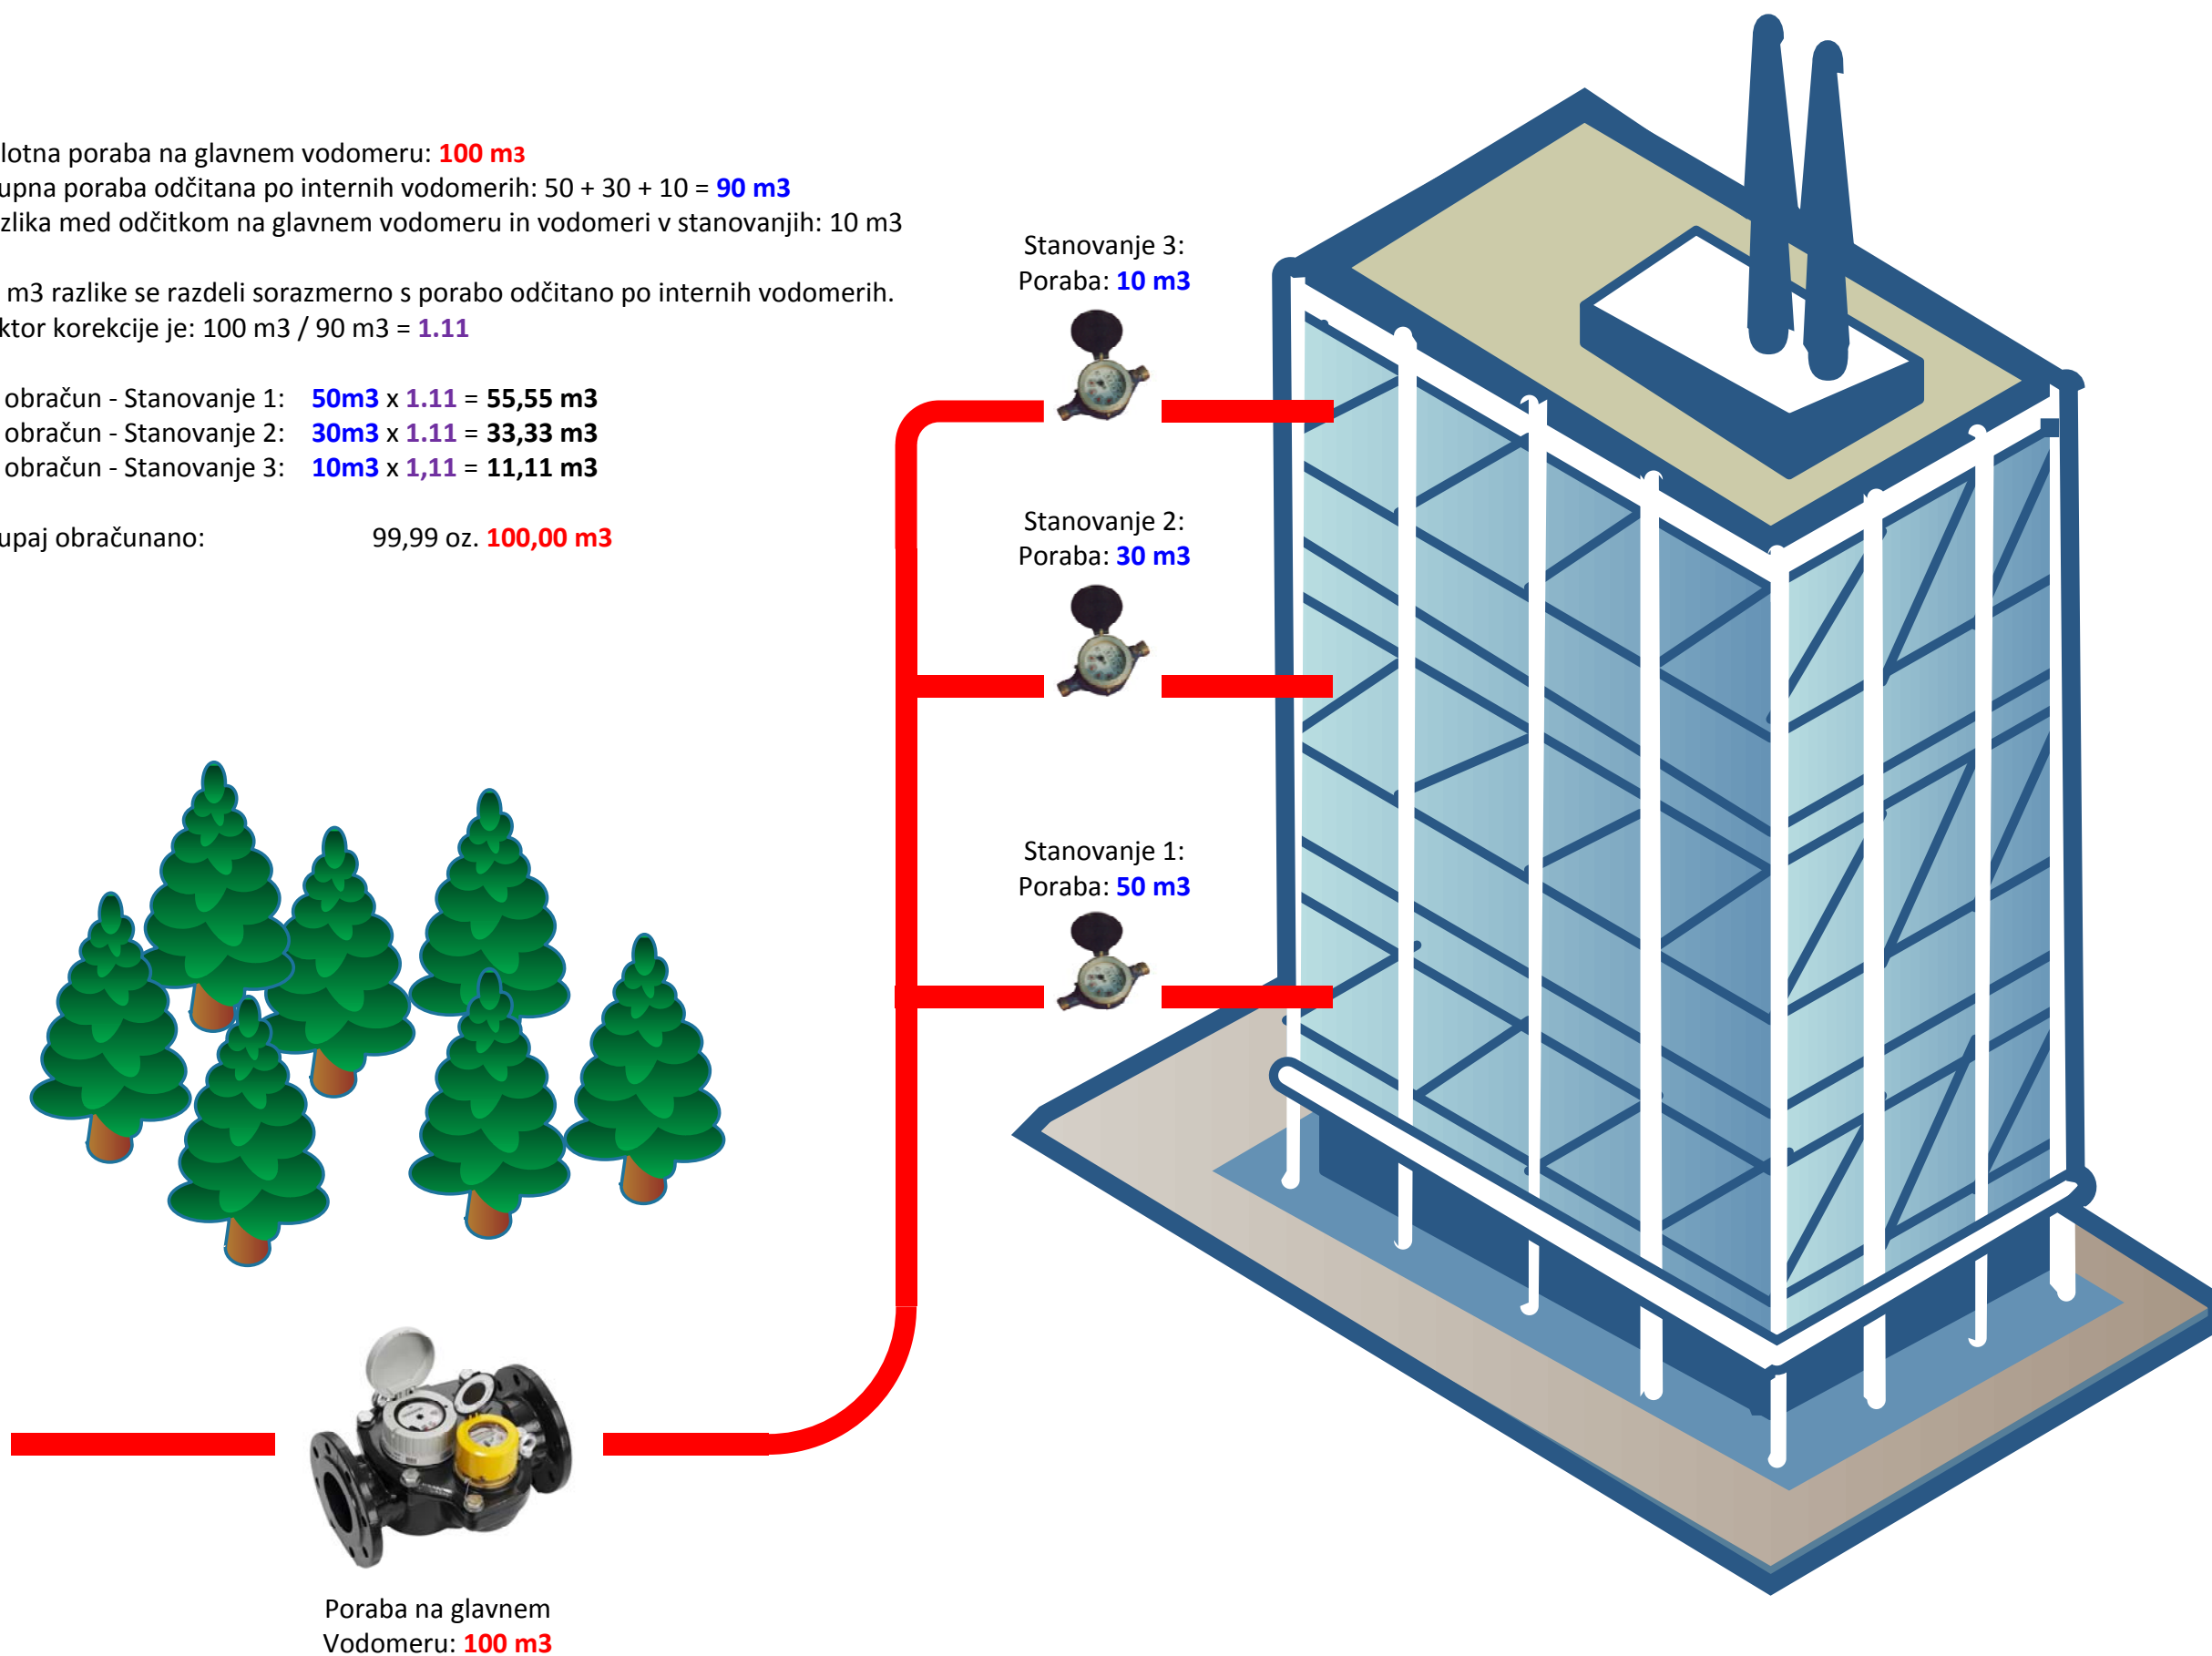 lotna poraba na glavnem vodomeru: 100 m3
upna poraba odčitana po internih vodomerih: 50 + 30 + 10 = 90 m3
zlika med odčitkom na glavnem vodomeru in vodomeri v stanovanjih: 10 m3
m3 razlike se razdeli sorazmerno s porabo odčitano po internih vodomerih.
ktor korekcije je: 100 m3 / 90 m3 = 1.11
obračun - Stanovanje 1: 50m3 x 1.11 = 55,55 m3
obračun - Stanovanje 2: 30m3 x 1.11 = 33,33 m3
obračun - Stanovanje 3: 10m3 x 1,11 = 11,11 m3
upaj obračunano: 99,99 oz. 100,00 m3
Stanovanje 3:
Poraba: 10 m3
Stanovanje 2:
Poraba: 30 m3
Stanovanje 1:
Poraba: 50 m3
Poraba na glavnem
Vodomeru: 100 m3